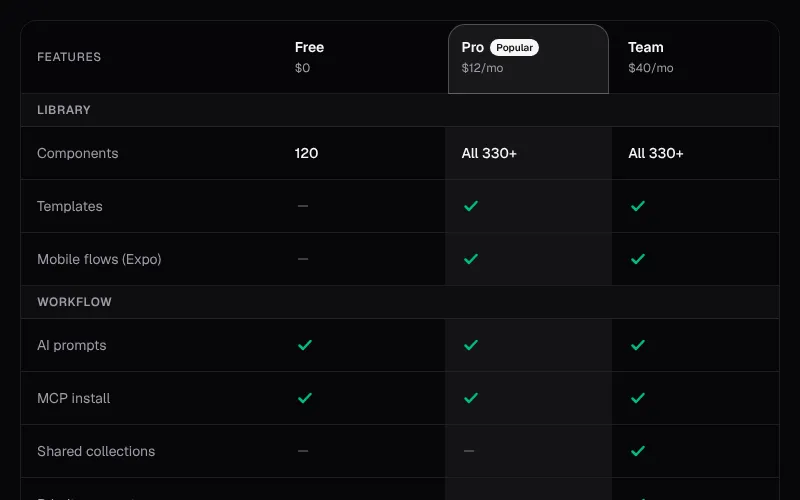 FEATURES Free Pro Popular Team
$0 $12/mo $40/mo
LIBRARY
Components 120 All 330+ All 330+
Templates — ✓ ✓
Mobile flows (Expo) — ✓ ✓
WORKFLOW
AI prompts ✓ ✓ ✓
MCP install ✓ ✓ ✓
Shared collections — — ✓